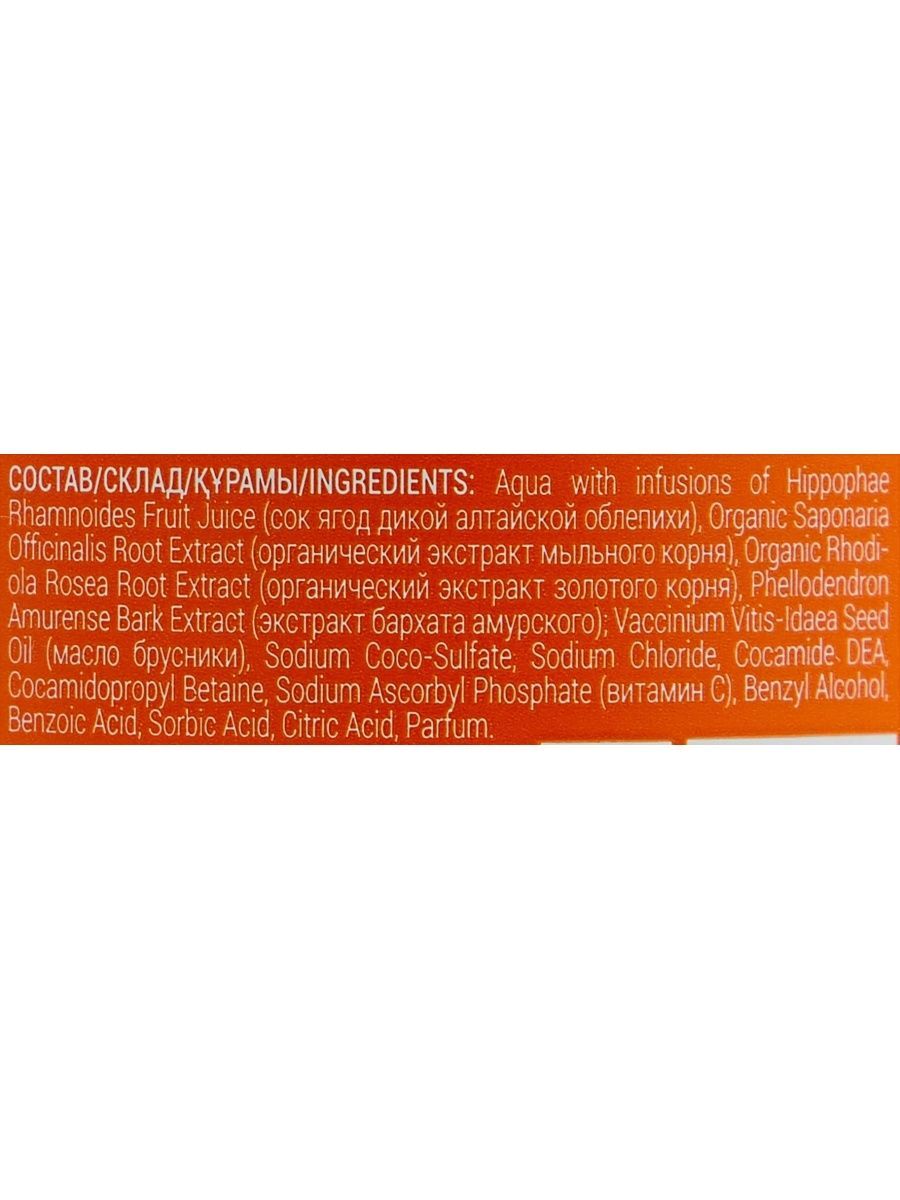 СОСТАВ/СКЛАД/ҚҰРАМЫ/INGREDIENTS: Aqua with infusions of Hippophae
Rhamnoides Fruit Juice (сок ягод дикой алтайской облепихи), Organic Saponaria
Officinalis Root Extract (органический экстракт мыльного корня), Organic Rhodi-
ola Rosea Root Extract (органический экстракт золотого корня), Phellodendron
Amurense Bark Extract (экстракт бархата амурского); Vaccinium Vitis-Idaea Seed
Oil (масло брусники), Sodium Coco-Sulfate, Sodium Chloride, Cocamide DEA,
Cocamidopropyl Betaine, Sodium Ascorbyl Phosphate (витамин С), Benzyl Alcohol,
Benzoic Acid, Sorbic Acid, Citric Acid, Parfum.